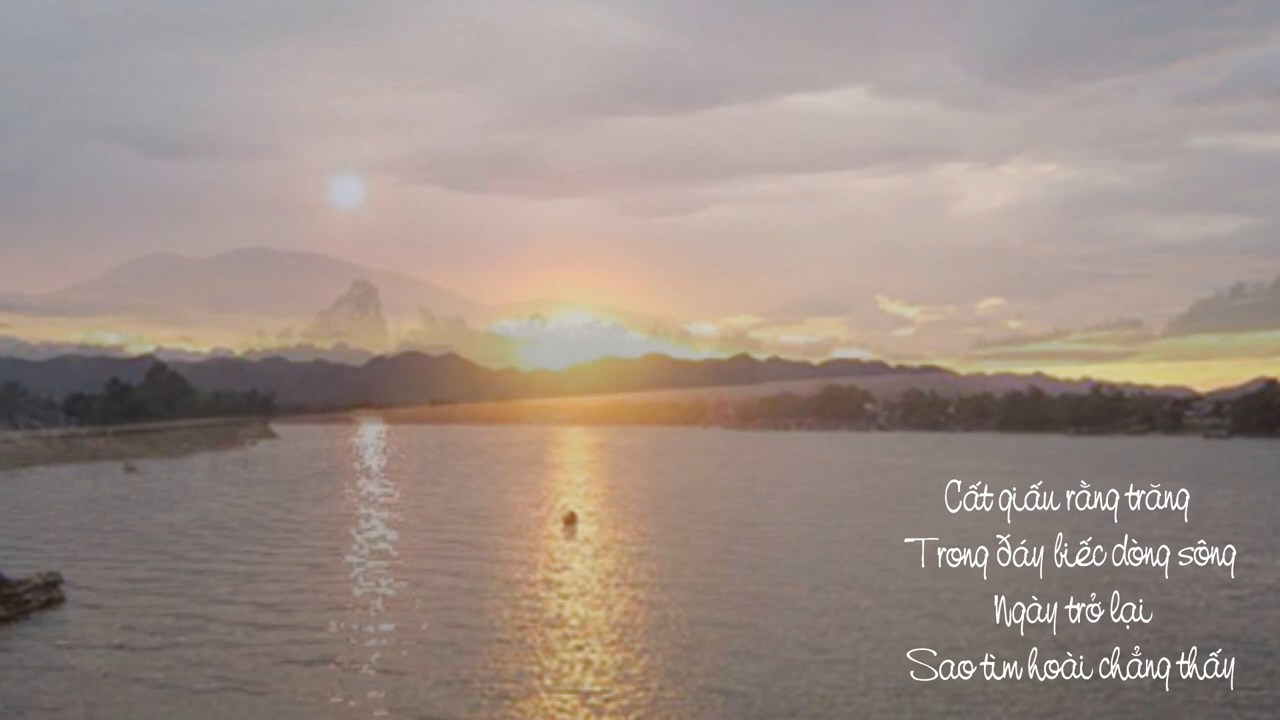 Cất giấu rằng trăng
Trong đáy biếc dòng sông
Ngày trở lại
Sao tìm hoài chẳng thấy